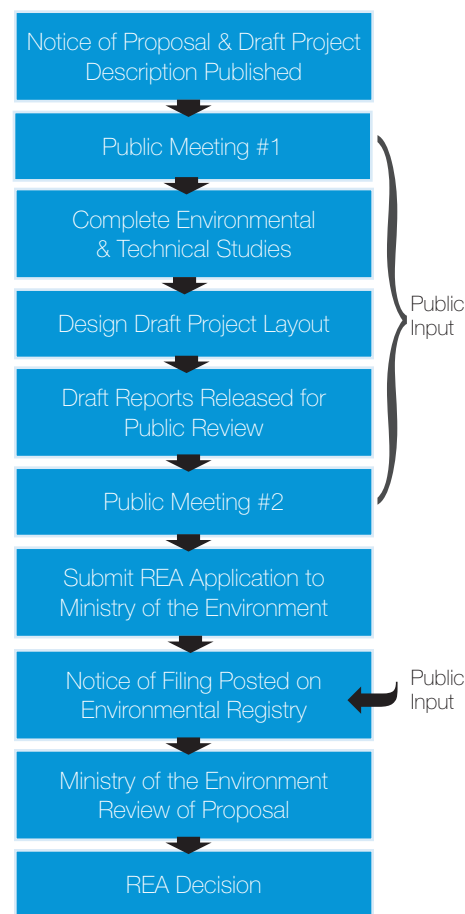 Notice of Proposal & Draft Project
Description Published
Public Meeting #1
Complete Environmental
& Technical Studies
Design Draft Project Layout
Public
Input
Draft Reports Released for
Public Review
Public Meeting #2
Submit REA Application to
Ministry of the Environment
Notice of Filing Posted on
Environmental Registry
Public
Input
Ministry of the Environment
Review of Proposal
REA Decision